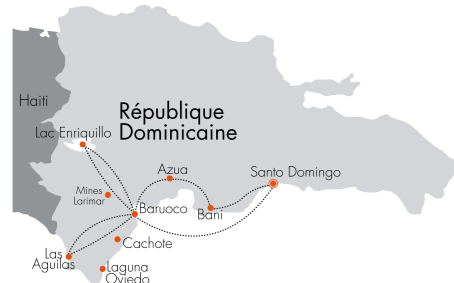 Haiti
République
Dominicaine
Lac Enriquillo
Azua
Santo Domingo
Mines
Larimar
Baruoco
Bani
Cachote
Las
Aguilas
Laguna
Oviedo